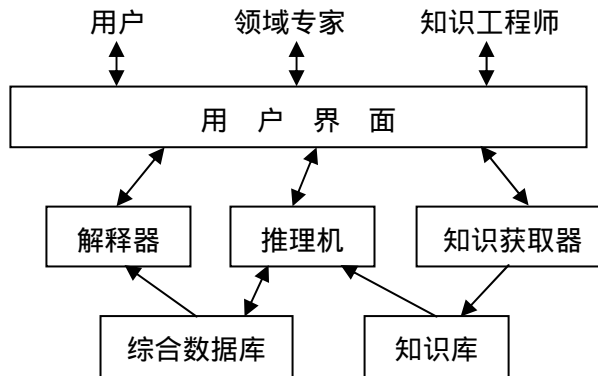 用户 领域专家 知识工程师
用 户 界 面
解释器 推理机 知识获取器
综合数据库 知识库